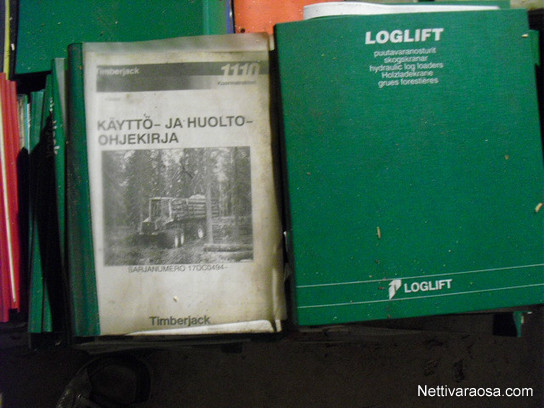 Timberjack 1110
KÄYTTÖ- JA HUOLTO-
OHJEKIRJA
SARJANUMERO 17GC0494-
Timberjack
LOGLIFT
puutavaranosturit
skogskranar
hydraulic log loaders
Holzladekrane
grues forestières
LOGLIFT
Nettivaraosa.com